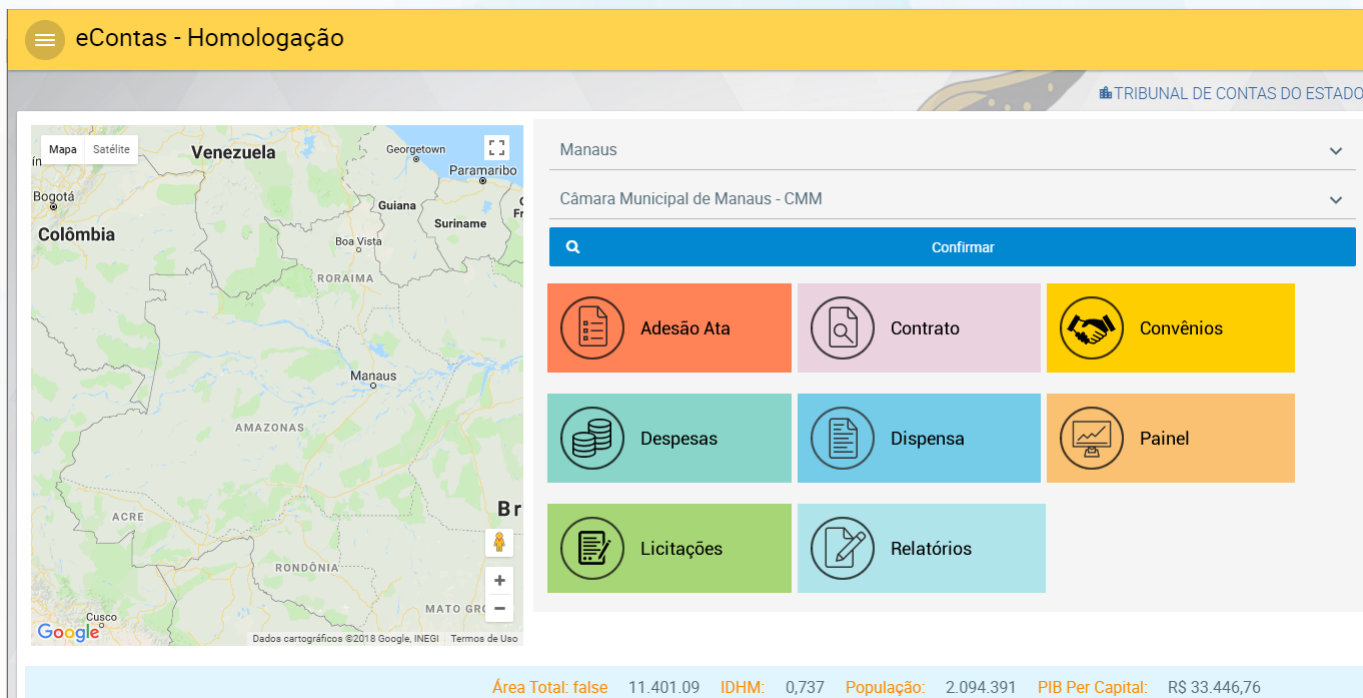 eContas - Homologação
TRIBUNAL DE CONTAS DO ESTADO
Mapa Satélite
Venezuela
Georgetown
Paramaribo
Bogotá
Guiana
Suriname
Colômbia
Boa Vista
RORAIMA
Manaus
AMAZONAS
Br
ACRE
RONDÔNIA
MATO GR
Cusco
Google
Dados cartográficos ©2018 Google, INEGI Termos de Uso
Manaus
Câmara Municipal de Manaus - CMM
Confirmar
Adesão Ata
Contrato
Convênios
Despesas
Dispensa
Painel
Licitações
Relatórios
Área Total: false 11.401.09 IDHM: 0,737 População: 2.094.391 PIB Per Capital: R$ 33.446,76